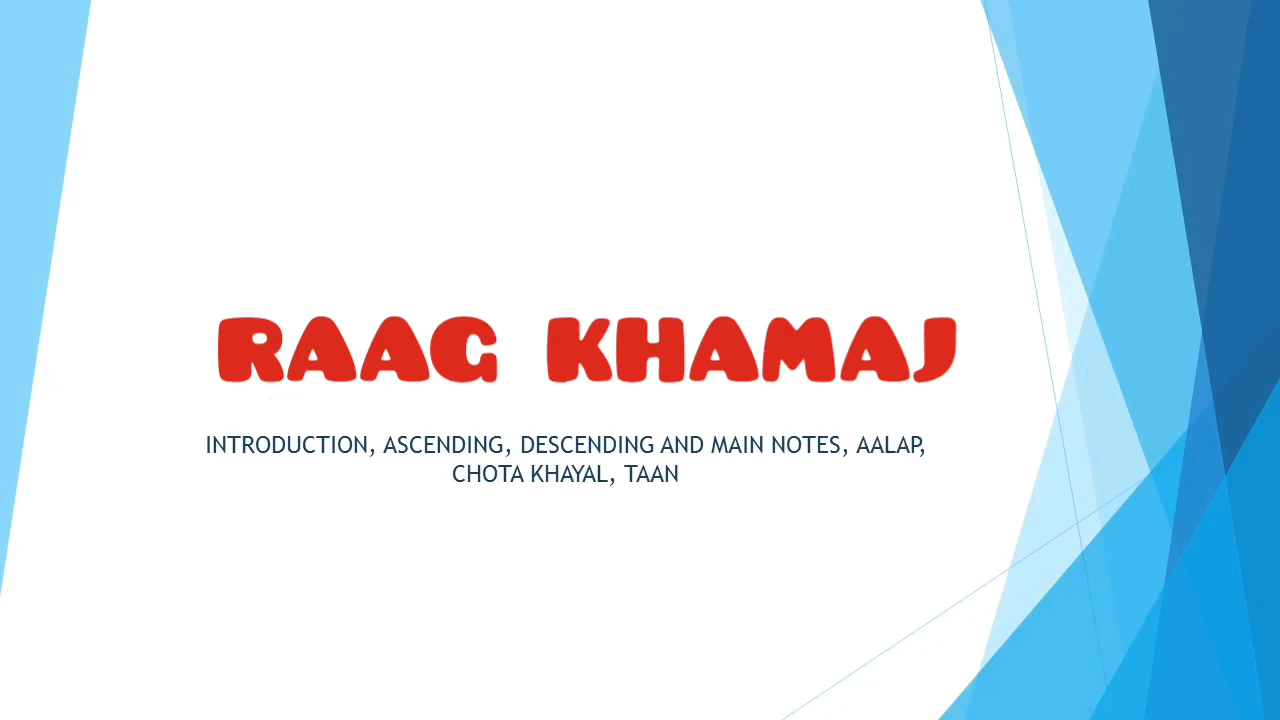 RAAG KHAMAJ
INTRODUCTION, ASCENDING, DESCENDING AND MAIN NOTES, AALAP,
CHOTA KHAYAL, TAAN